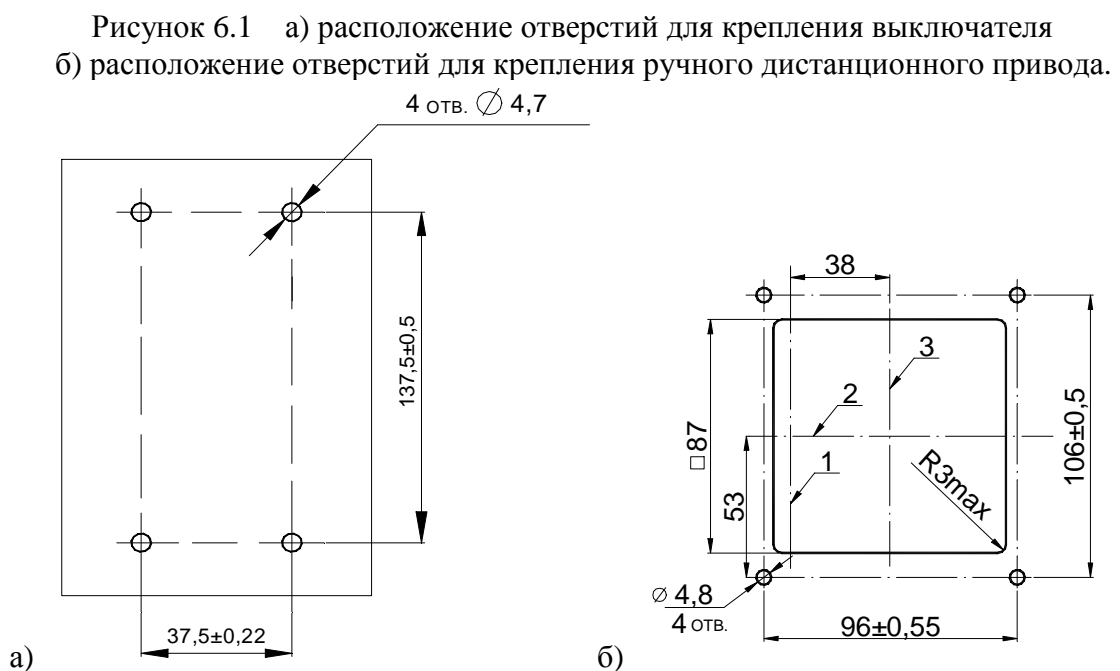 Рисунок 6.1 а) расположение отверстий для крепления выключателя
б) расположение отверстий для крепления ручного дистанционного привода.
4 отв. ∅ 4,7
137,5±0,5
37,5±0,22
а)
38
3
2
1
□87
53
R3max
106±0,5
∅ 4,8
4 отв.
96±0,55
б)